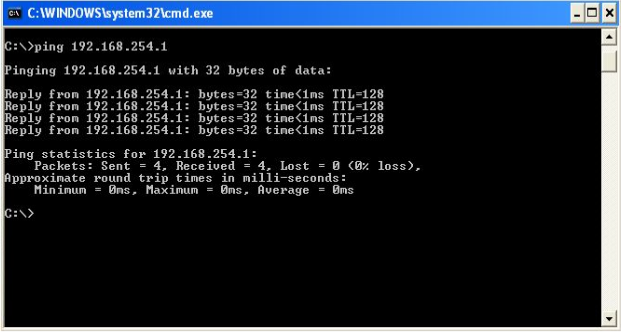 C:\WINDOWS\system32\cmd.exe
C:\>ping 192.168.254.1
Pinging 192.168.254.1 with 32 bytes of data:
Reply from 192.168.254.1: bytes=32 time<1ms TTL=128
Reply from 192.168.254.1: bytes=32 time<1ms TTL=128
Reply from 192.168.254.1: bytes=32 time<1ms TTL=128
Reply from 192.168.254.1: bytes=32 time<1ms TTL=128
Ping statistics for 192.168.254.1:
    Packets: Sent = 4, Received = 4, Lost = 0 (0% loss),
Approximate round trip times in milli-seconds:
    Minimum = 0ms, Maximum = 0ms, Average = 0ms
C:\>